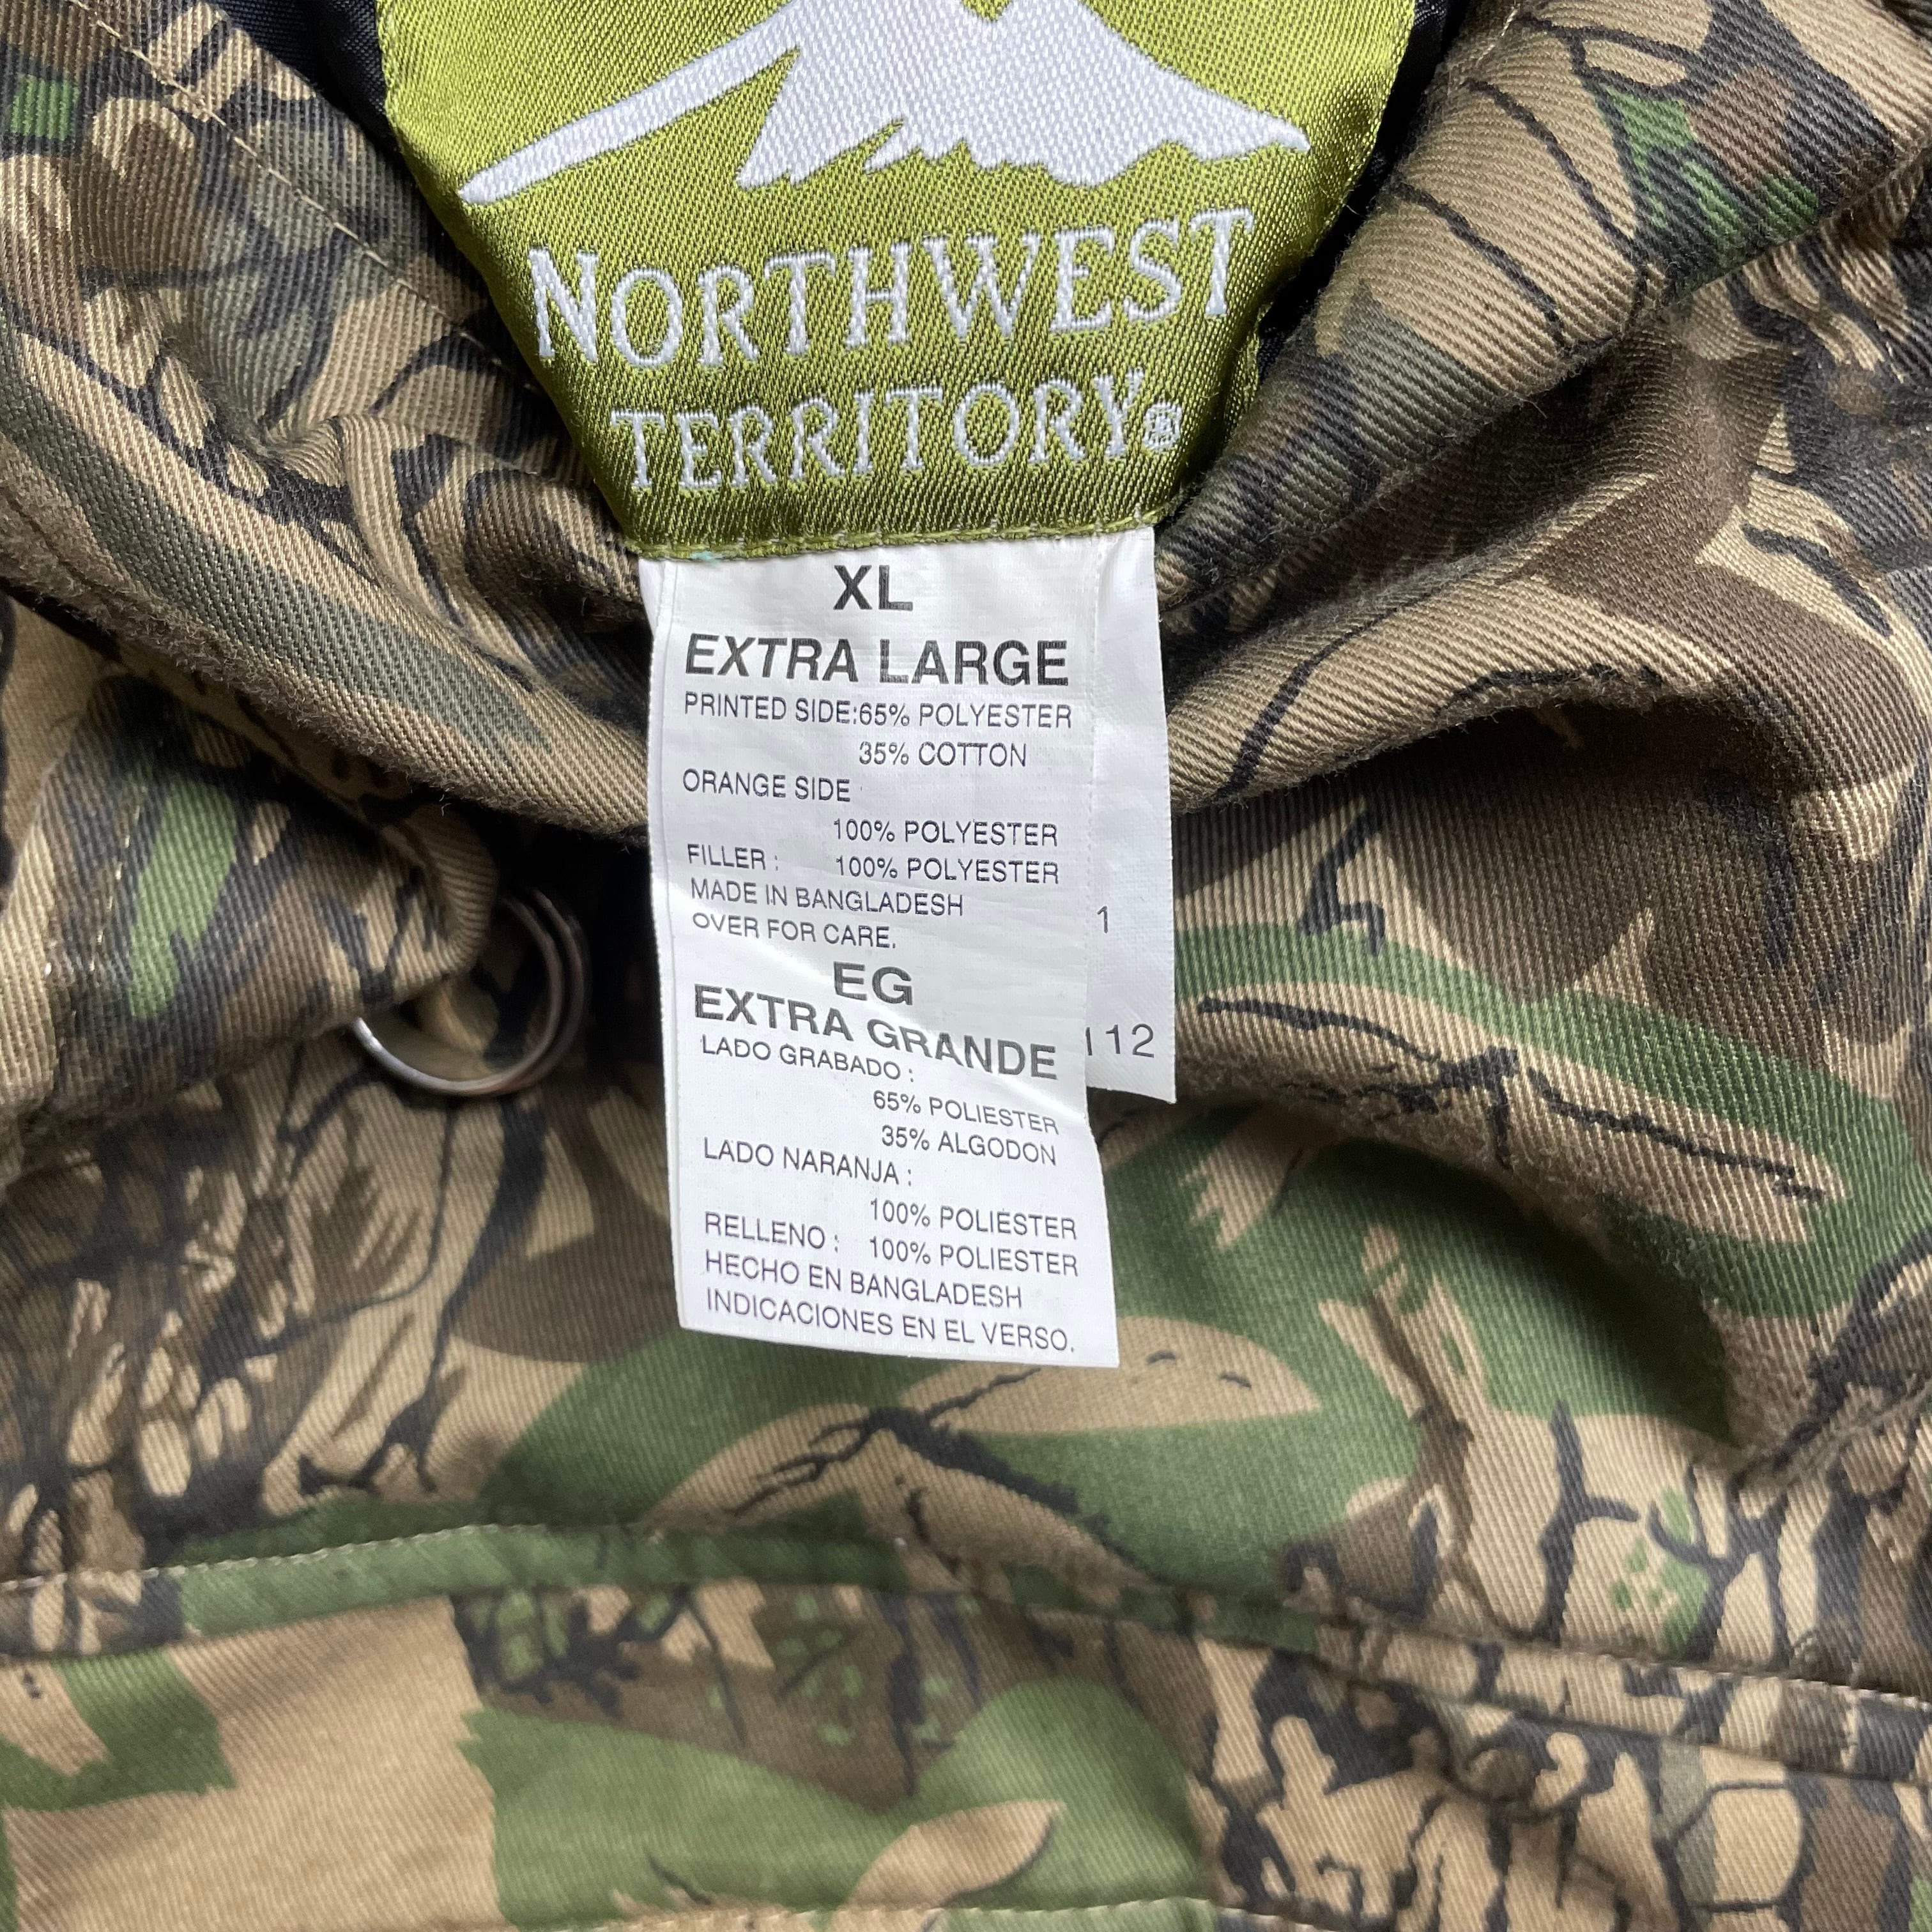 NORTHWEST
TERRITORY®
XL
EXTRA LARGE
PRINTED SIDE:65% POLYESTER
35% COTTON
ORANGE SIDE
100% POLYESTER
FILLER : 100% POLYESTER
MADE IN BANGLADESH
OVER FOR CARE.
EG
EXTRA GRANDE
LADO GRABADO :
65% POLIESTER
35% ALGODON
LADO NARANJA :
100% POLIESTER
RELLENO : 100% POLIESTER
HECHO EN BANGLADESH
INDICACIONES EN EL VERSO.
1
112